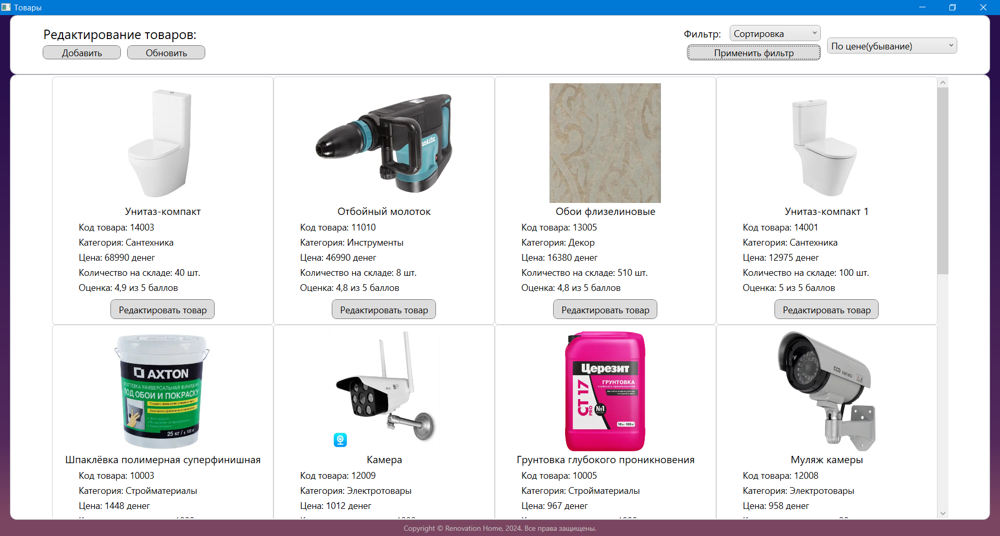 Товары
Редактирование товаров:
Добавить
Обновить
Фильтр:
Сортировка
Применить фильтр
По цене(убывание)
makita
Унитаз-компакт
Код товара: 14003
Категория: Сантехника
Цена: 68990 денег
Количество на складе: 40 шт.
Оценка: 4,9 из 5 баллов
Редактировать товар
Отбойный молоток
Код товара: 11010
Категория: Инструменты
Цена: 46990 денег
Количество на складе: 8 шт.
Оценка: 4,8 из 5 баллов
Редактировать товар
Обои флизелиновые
Код товара: 13005
Категория: Декор
Цена: 16380 денег
Количество на складе: 510 шт.
Оценка: 4,8 из 5 баллов
Редактировать товар
Унитаз-компакт 1
Код товара: 14001
Категория: Сантехника
Цена: 12975 денег
Количество на складе: 100 шт.
Оценка: 5 из 5 баллов
Редактировать товар
AXTON
УНИВЕРСАЛЬНАЯ
ПОД ОБОИ И ПОКРАСКУ
25 кг / ± 100 м²
Шпаклёвка полимерная суперфинишная
Код товара: 10003
Категория: Стройматериалы
Цена: 1448 денег
Камера
Код товара: 12009
Категория: Электротовары
Цена: 1012 денег
Церезит
ГРУНТОВКА
глубокого проникновения
CT 17
PRO
№1
10л - 100м²
Грунтовка глубокого проникновения
Код товара: 10005
Категория: Стройматериалы
Цена: 967 денег
CCD camera
Муляж камеры
Код товара: 12008
Категория: Электротовары
Цена: 958 денег
Copyright © Renovation Home, 2024. Все права защищены.